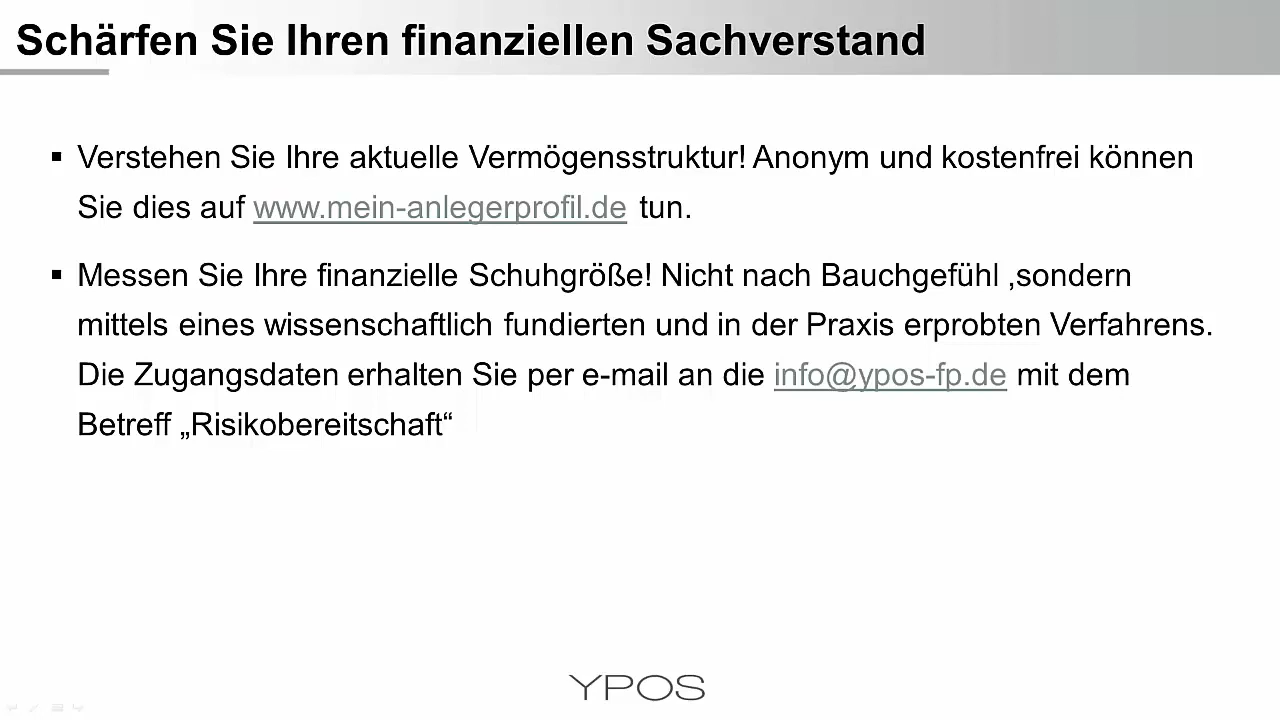 Schärfen Sie Ihren finanziellen Sachverstand
▪ Verstehen Sie Ihre aktuelle Vermögensstruktur! Anonym und kostenfrei können
Sie dies auf www.mein-anlegerprofil.de tun.
▪ Messen Sie Ihre finanzielle Schuhgröße! Nicht nach Bauchgefühl ,sondern
mittels eines wissenschaftlich fundierten und in der Praxis erprobten Verfahrens.
Die Zugangsdaten erhalten Sie per e-mail an die info@ypos-fp.de mit dem
Betreff „Risikobereitschaft“
YPOS